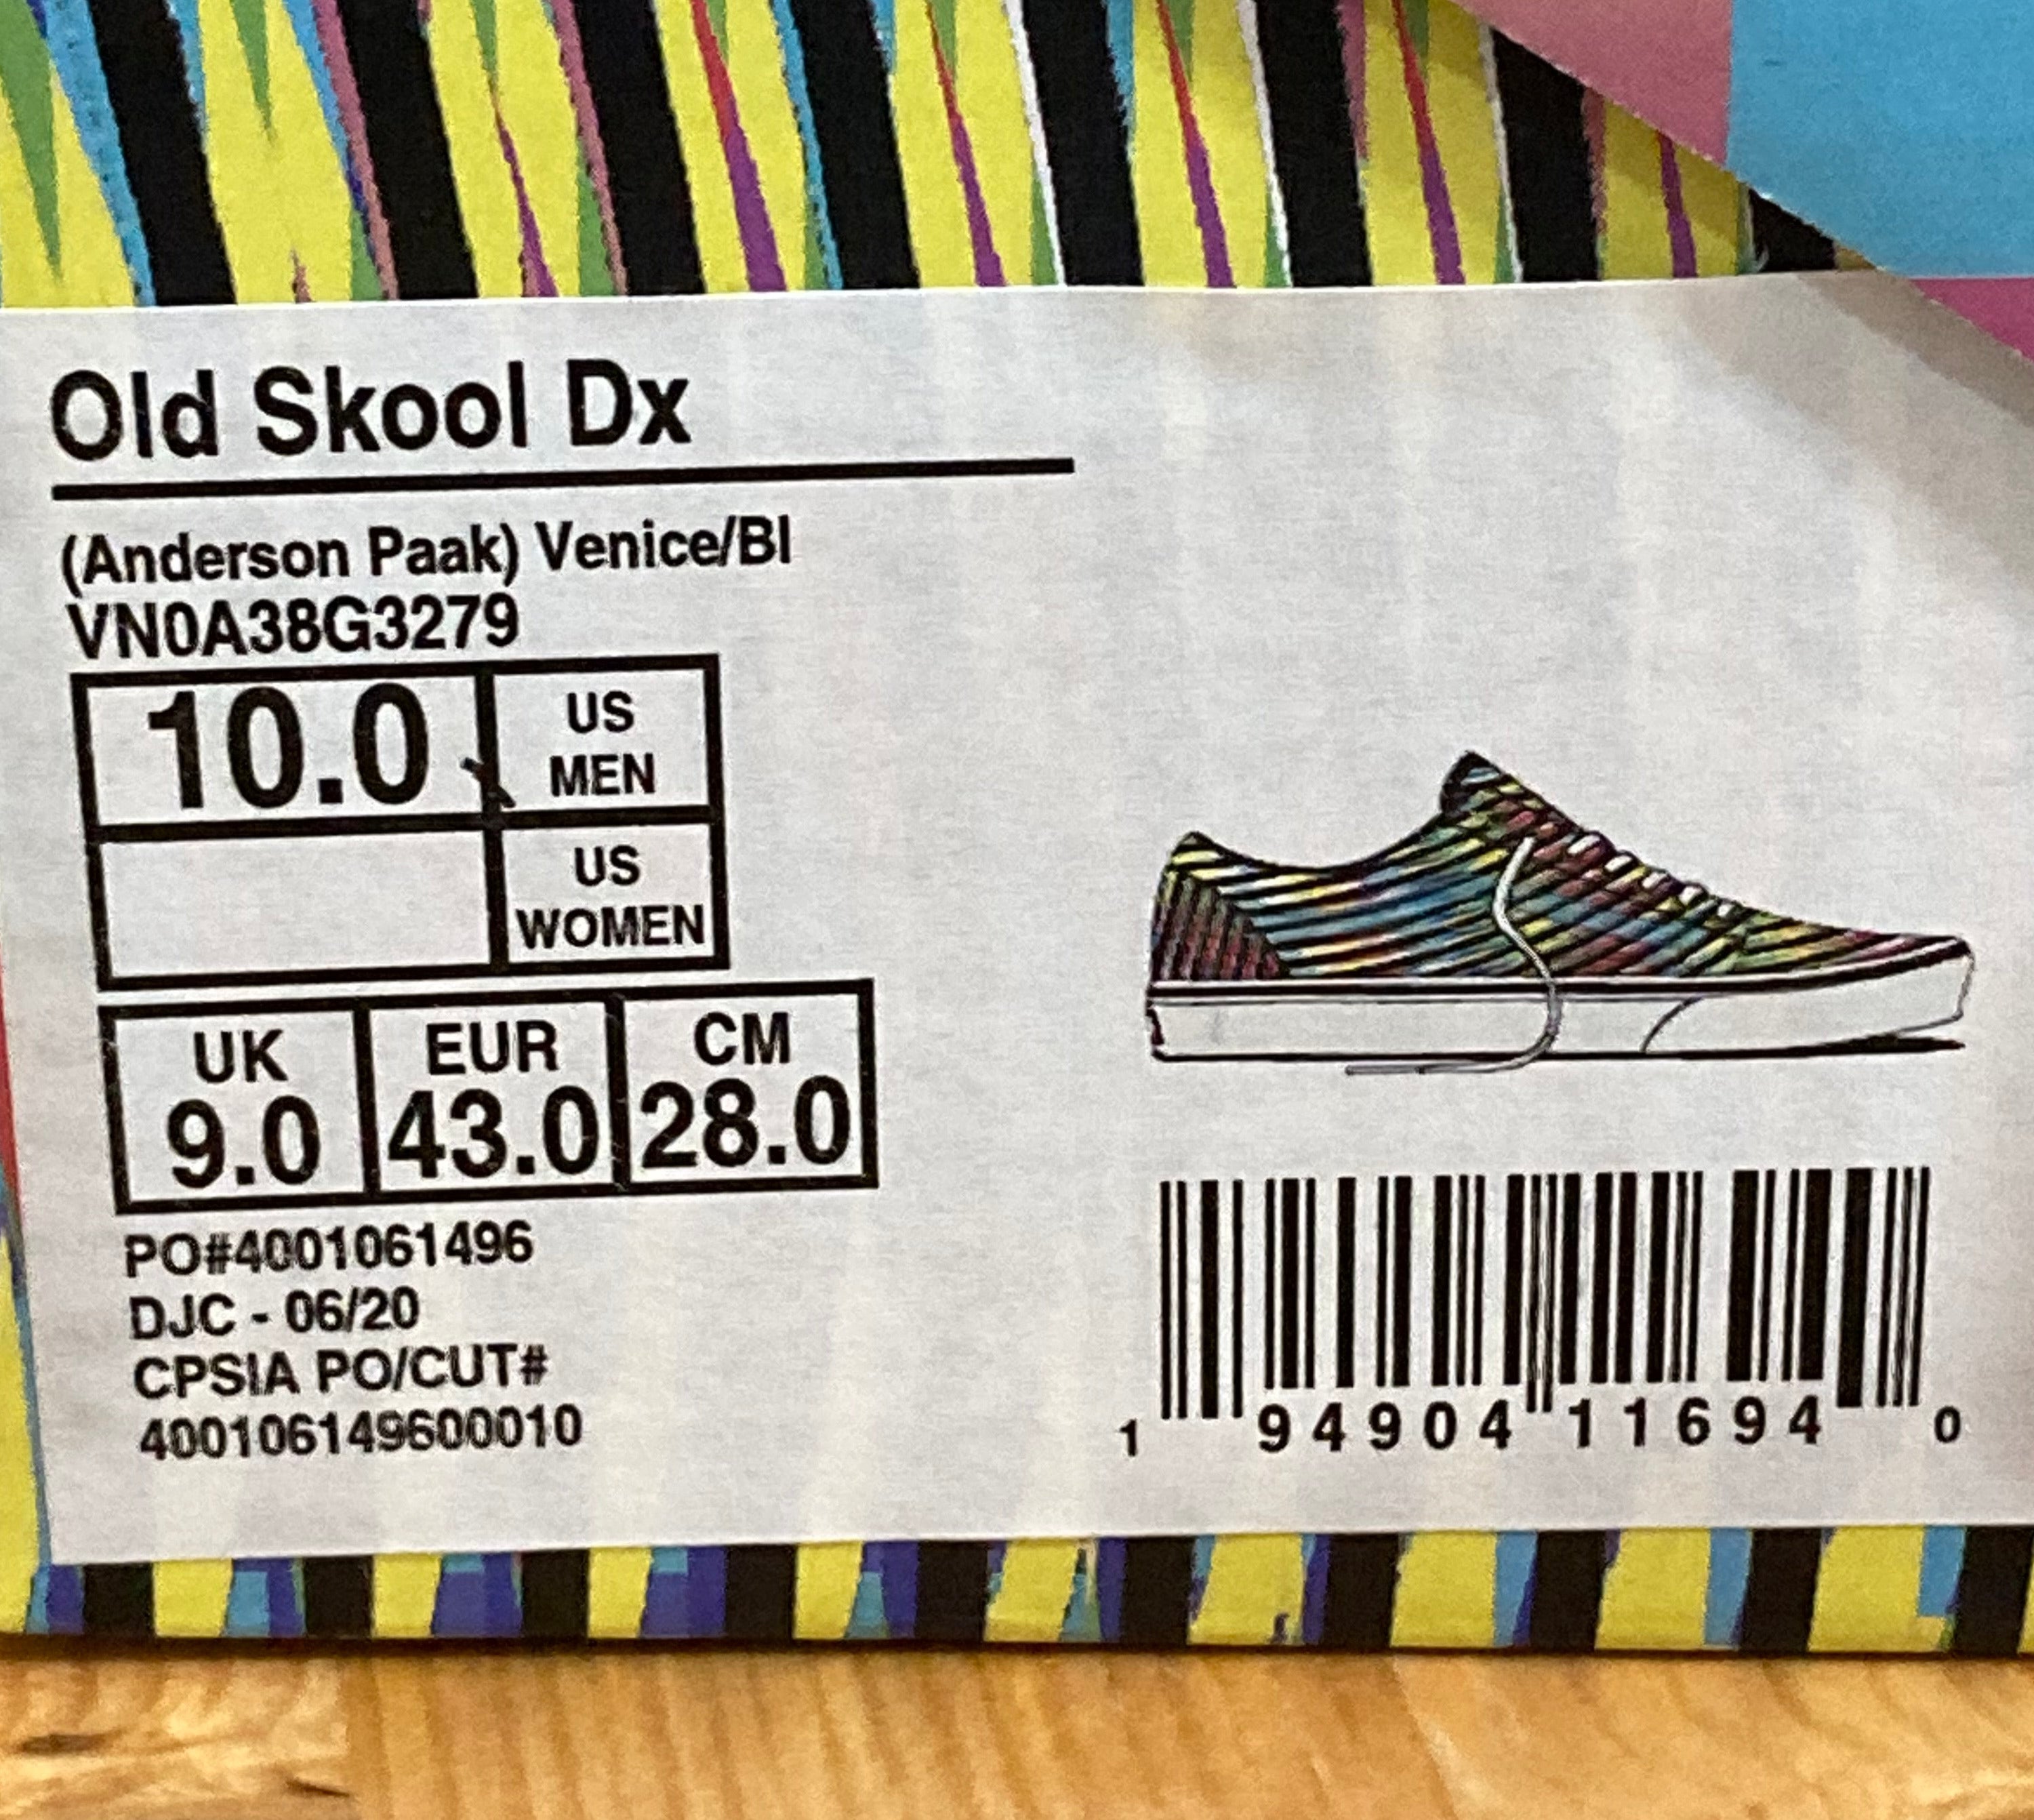 Old Skool Dx
(Anderson Paak) Venice/Bl
VN0A38G3279
10.0 US MEN
US WOMEN
UK EUR CM
9.0 43.0 28.0
PO#4001061496
DJC - 06/20
CPSIA PO/CUT#
400106149600010
1 94904 11694 0